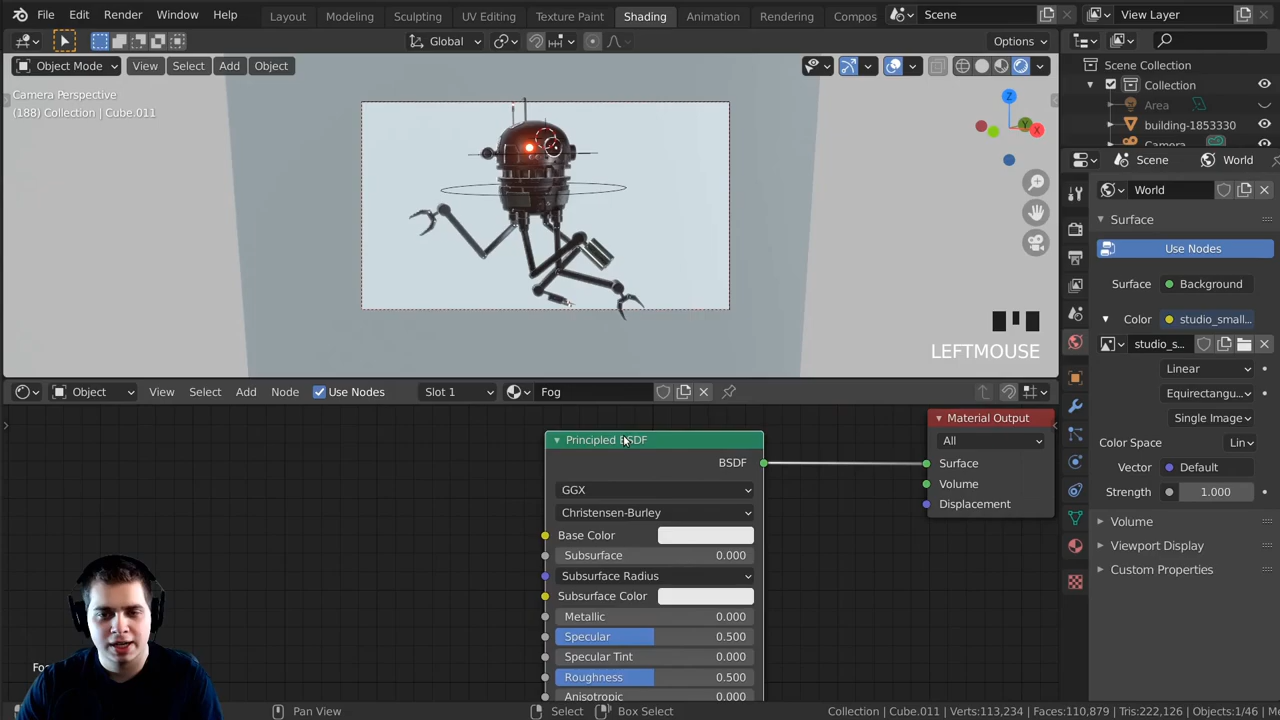 File Edit Render Window Help Layout Modeling Sculpting UV Editing Texture Paint Shading Animation Rendering Compos Scene View Layer
Global Options
Object Mode View Select Add Object
Camera Perspective
(188) Collection | Cube.011
Z
Y
X
LEFTMOUSE
Scene Collection
Collection
Area
building-1853330
Camera
Scene World
World
Surface
Use Nodes
Surface Background
Color studio_small...
studio_s...
Linear
Equirectangu...
Single Image
Color Space Lin
Vector Default
Strength 1.000
Volume
Viewport Display
Custom Properties
Object View Select Add Node Use Nodes Slot 1 Fog
Principled BSDF
BSDF
GGX
Christensen-Burley
Base Color
Subsurface 0.000
Subsurface Radius
Subsurface Color
Metallic 0.000
Specular 0.500
Specular Tint 0.000
Roughness 0.500
Anisotropic 0.000
Material Output
All
Surface
Volume
Displacement
Pan View Select Box Select Collection | Cube.011 | Verts:113,234 | Faces:110,879 | Tris:222,126 | Objects:1/46 | Me